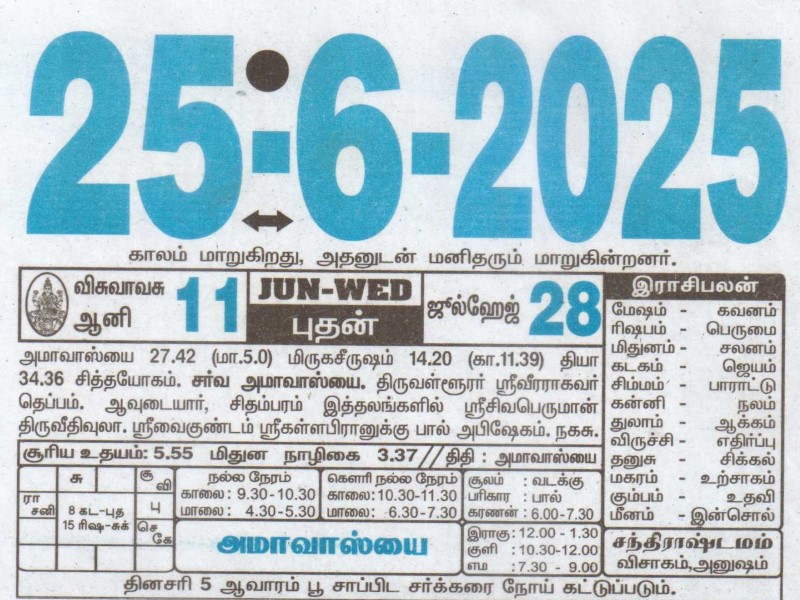 25-6-2025
காலம் மாறுகிறது, அதனுடன் மனிதரும் மாறுகின்றனர்.
விசுவாவசு
ஆனி
11
JUN-WED
புதன்
ஜுல்ஹேஜ்
28
அமாவாஸ்யை 27.42 (மா.5.0) மிருகசீருஷம் 14.20 (கா.11.39) தியா
34.36 சித்தயோகம். சர்வ அமாவாஸ்யை. திருவள்ளூரர் ஸ்ரீவீரராகவர்
தெப்பம். ஆவுடையார், சிதம்பரம் இத்தலங்களில் ஸ்ரீசிவபெருமான்
திருவீதிவுலா. ஸ்ரீவைகுண்டம் ஸ்ரீகள்ளபிரானுக்கு பால் அபிஷேகம். நகசு.
சூரிய உதயம்: 5.55 மிதுன நாழிகை 3.37 // திதி : அமாவாஸ்யை
இராசிபலன்
மேஷம் - கவனம்
ரிஷபம் - பெருமை
மிதுனம் - சலனம்
கடகம் - ஜெயம்
சிம்மம் - பாராட்டு
கன்னி - நலம்
துலாம் - ஆக்கம்
விருச்சி - எதிர்ப்பு
தனுசு - சிக்கல்
மகரம் - உற்சாகம்
கும்பம் - உதவி
மீனம் - இன்சொல்
சந்திராஷ்டமம்
விசாகம்,அனுஷம்
சு
சூ
வி
ரா
சவி
8 கட-புத
15 ரிஷ-சுக்
பு
செ
கே
நல்ல நேரம்
காலை : 9.30 - 10.30
மாலை : 4.30 - 5.30
கௌரி நல்ல நேரம்
காலை:10.30-11.30
மாலை: 6.30-7.30
சூலம் : வடக்கு
பரிகார : பால்
கரணன் : 6.00-7.30
அமாவாஸ்யை
இராகு : 12.00 - 1.30
குளி : 10.30-12.00
எம : 7.30 - 9.00
தினசரி 5 ஆவாரம் பூ சாப்பிட சர்க்கரை நோய் கட்டுப்படும்.